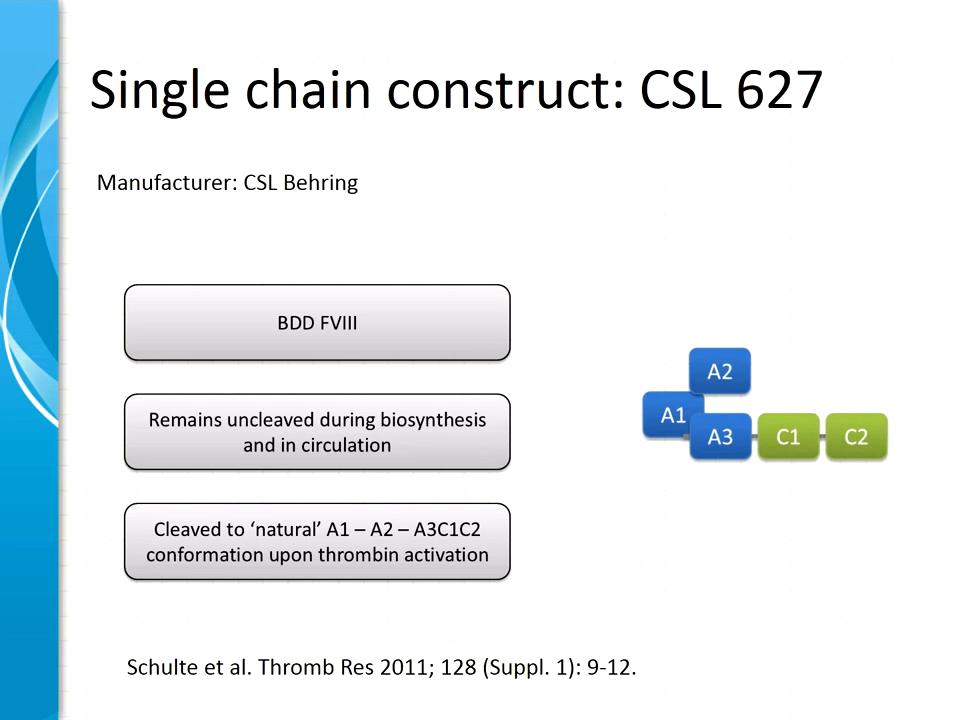 Single chain construct: CSL 627
Manufacturer: CSL Behring
BDD FVIII
Remains uncleaved during biosynthesis
and in circulation
Cleaved to ‘natural’ A1 – A2 – A3C1C2
conformation upon thrombin activation
A2
A1
A3
C1
C2
Schulte et al. Thromb Res 2011; 128 (Suppl. 1): 9-12.